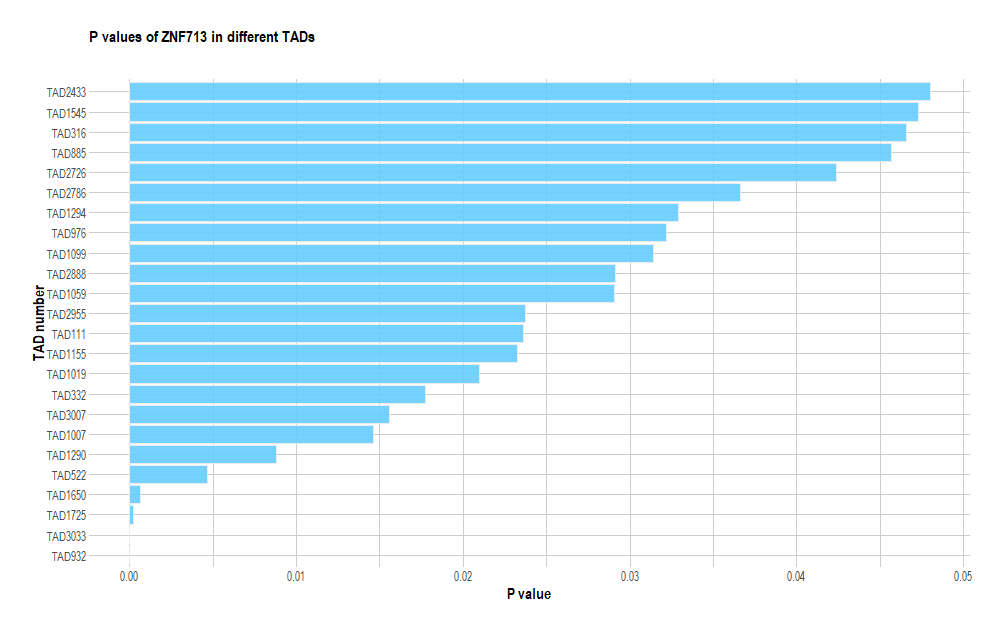 P values of ZNF713 in different TADs
TAD2433
TAD1545
TAD316
TAD885
TAD2726
TAD2786
TAD1294
TAD976
TAD1099
TAD2888
TAD1059
TAD2955
TAD111
TAD1155
TAD1019
TAD332
TAD3007
TAD1007
TAD1290
TAD522
TAD1650
TAD1725
TAD3033
TAD932
TAD number
0.00 0.01 0.02 0.03 0.04 0.05
P value